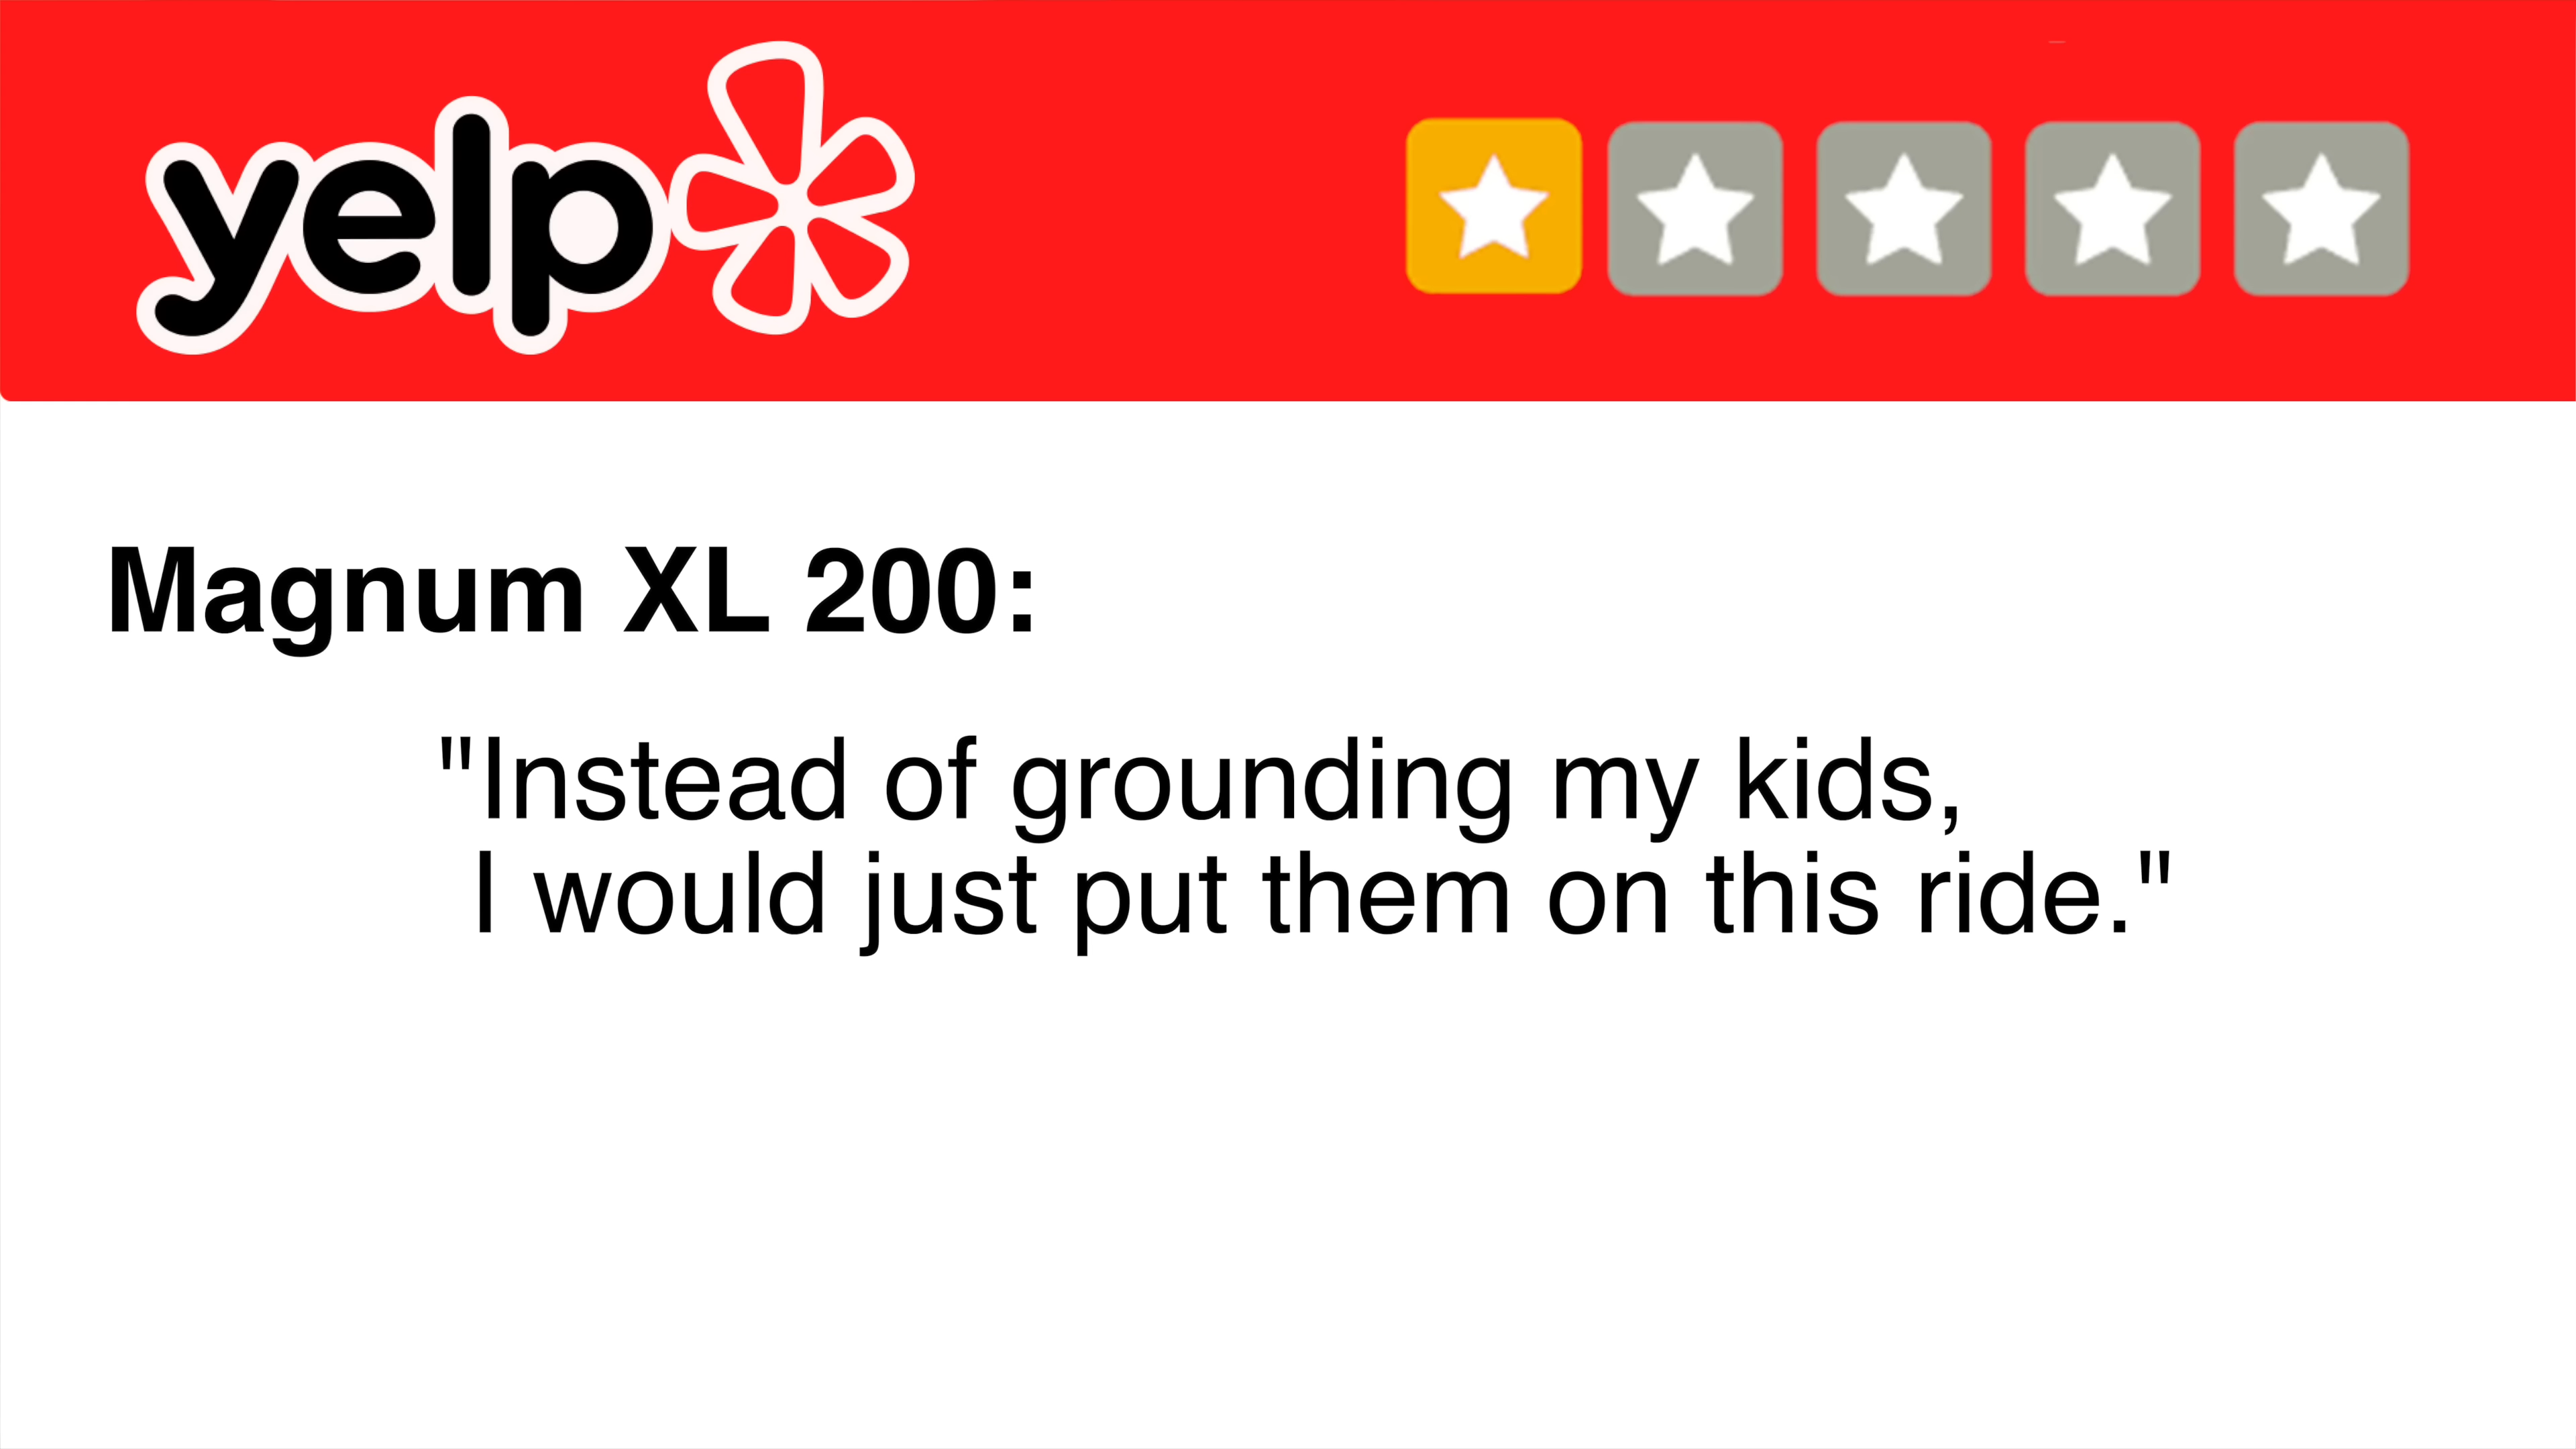 yelp
Magnum XL 200:
"Instead of grounding my kids,
I would just put them on this ride."